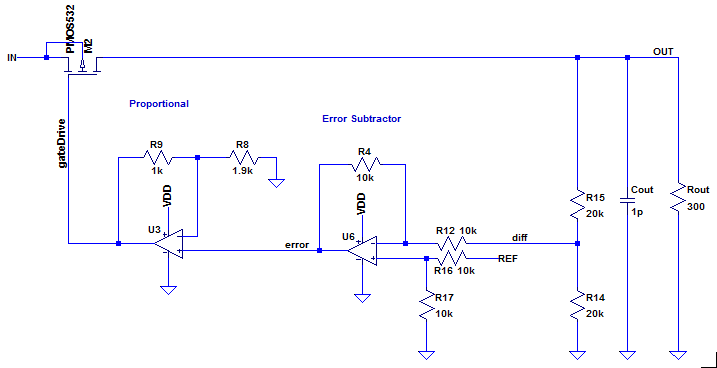 PMOS532
M2
IN
OUT
Proportional
Error Subtractor
gateDrive
R9
1k
R8
1.9k
R4
10k
VDD
VDD
R15
20k
Cout
1p
Rout
300
U3
U6
error
R12 10k
diff
R16 10k
REF
R17
10k
R14
20k